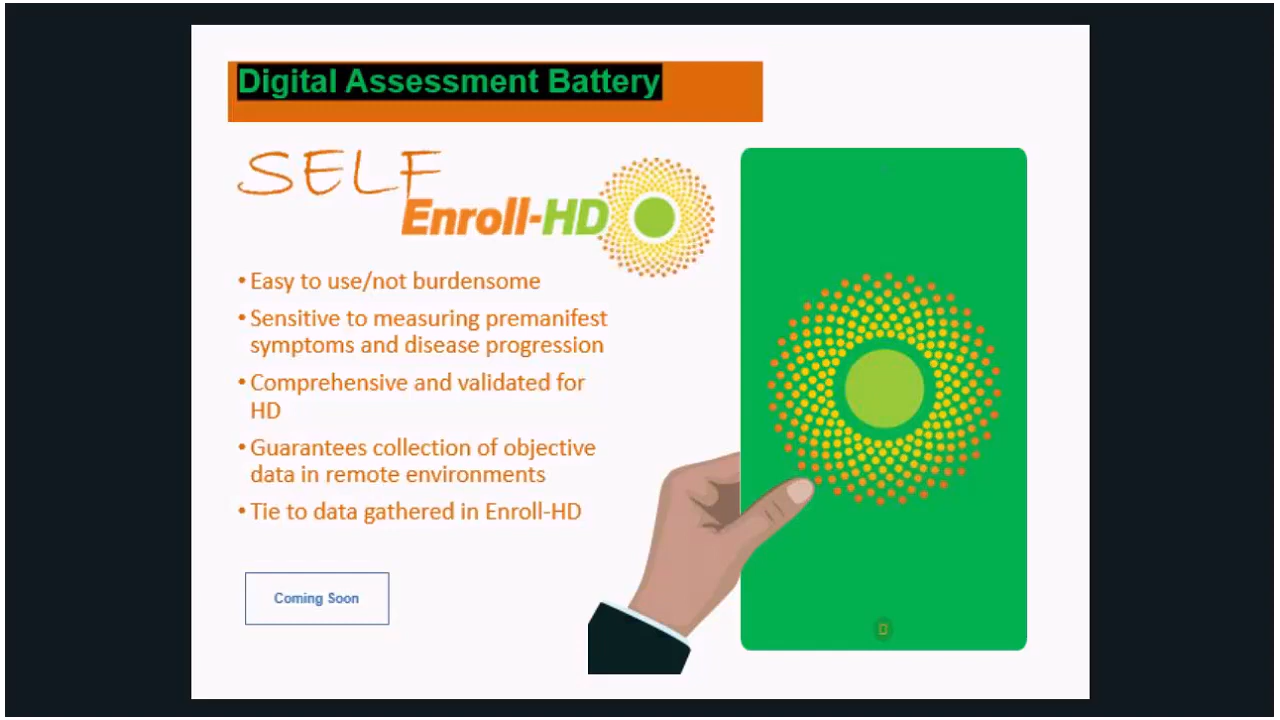 Digital Assessment Battery
SELF
Enroll-HD
• Easy to use/not burdensome
• Sensitive to measuring premanifest
symptoms and disease progression
• Comprehensive and validated for
HD
• Guarantees collection of objective
data in remote environments
• Tie to data gathered in Enroll-HD
Coming Soon